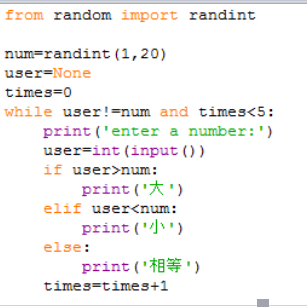 from random import randint

num=randint(1,20)
user=None
times=0
while user!=num and times<5:
    print('enter a number:')
    user=int(input())
    if user>num:
        print('大')
    elif user<num:
        print('小')
    else:
        print('相等')
    times=times+1